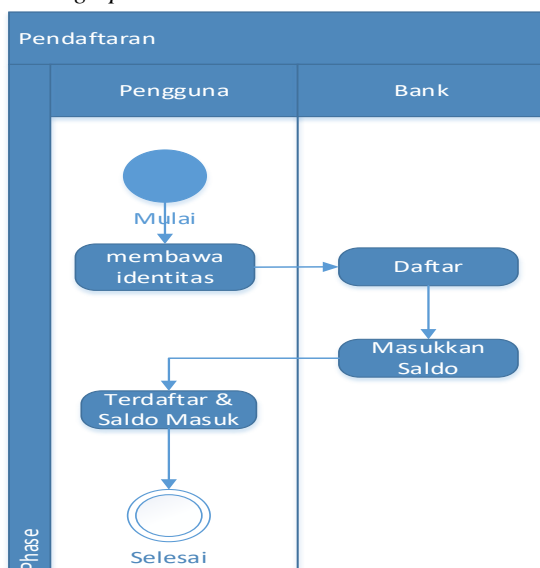 Pendaftaran
Pengguna
Bank
Mulai
membawa
identitas
Daftar
Masukkan
Saldo
Terdaftar &
Saldo Masuk
Selesai
Phase